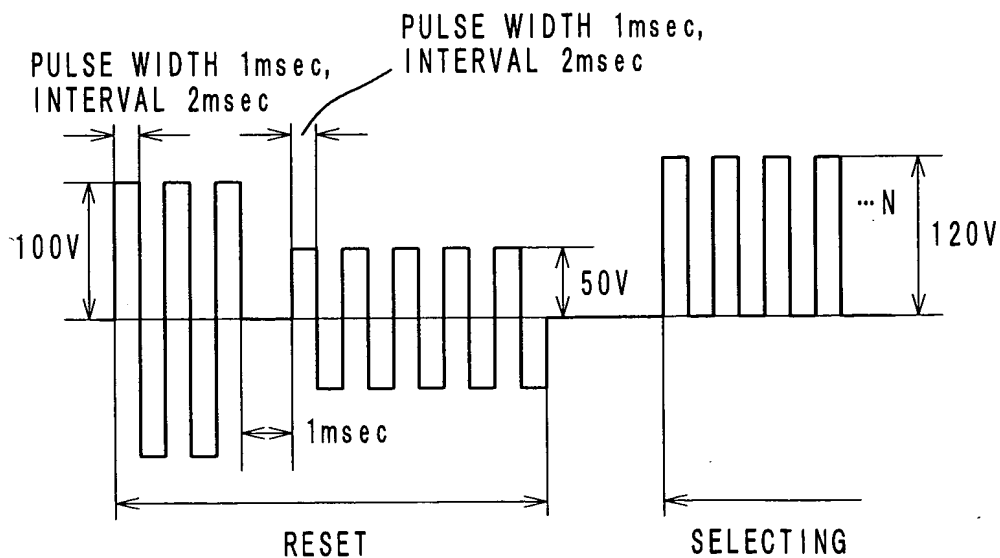 PULSE WIDTH 1msec,
INTERVAL 2msec
PULSE WIDTH 1msec,
INTERVAL 2msec
100V
50V
…N
120V
1msec
RESET
SELECTING